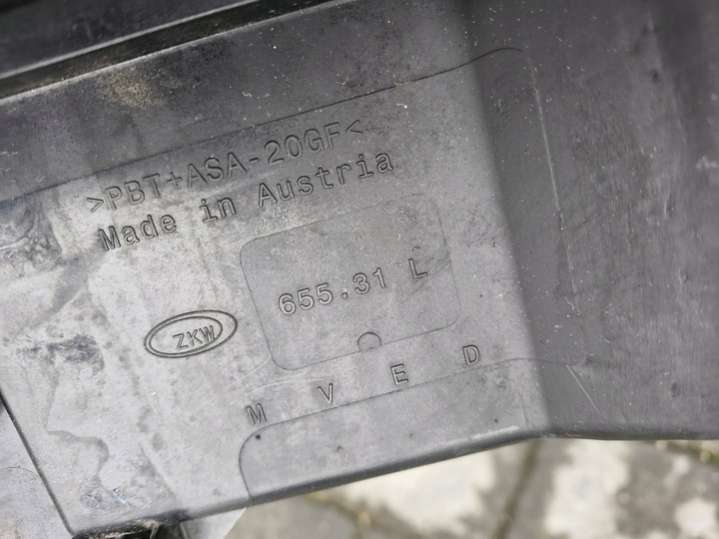 >PBT+ASA-20GF<
Made in Austria
655.31 L
ZKW
M V E D